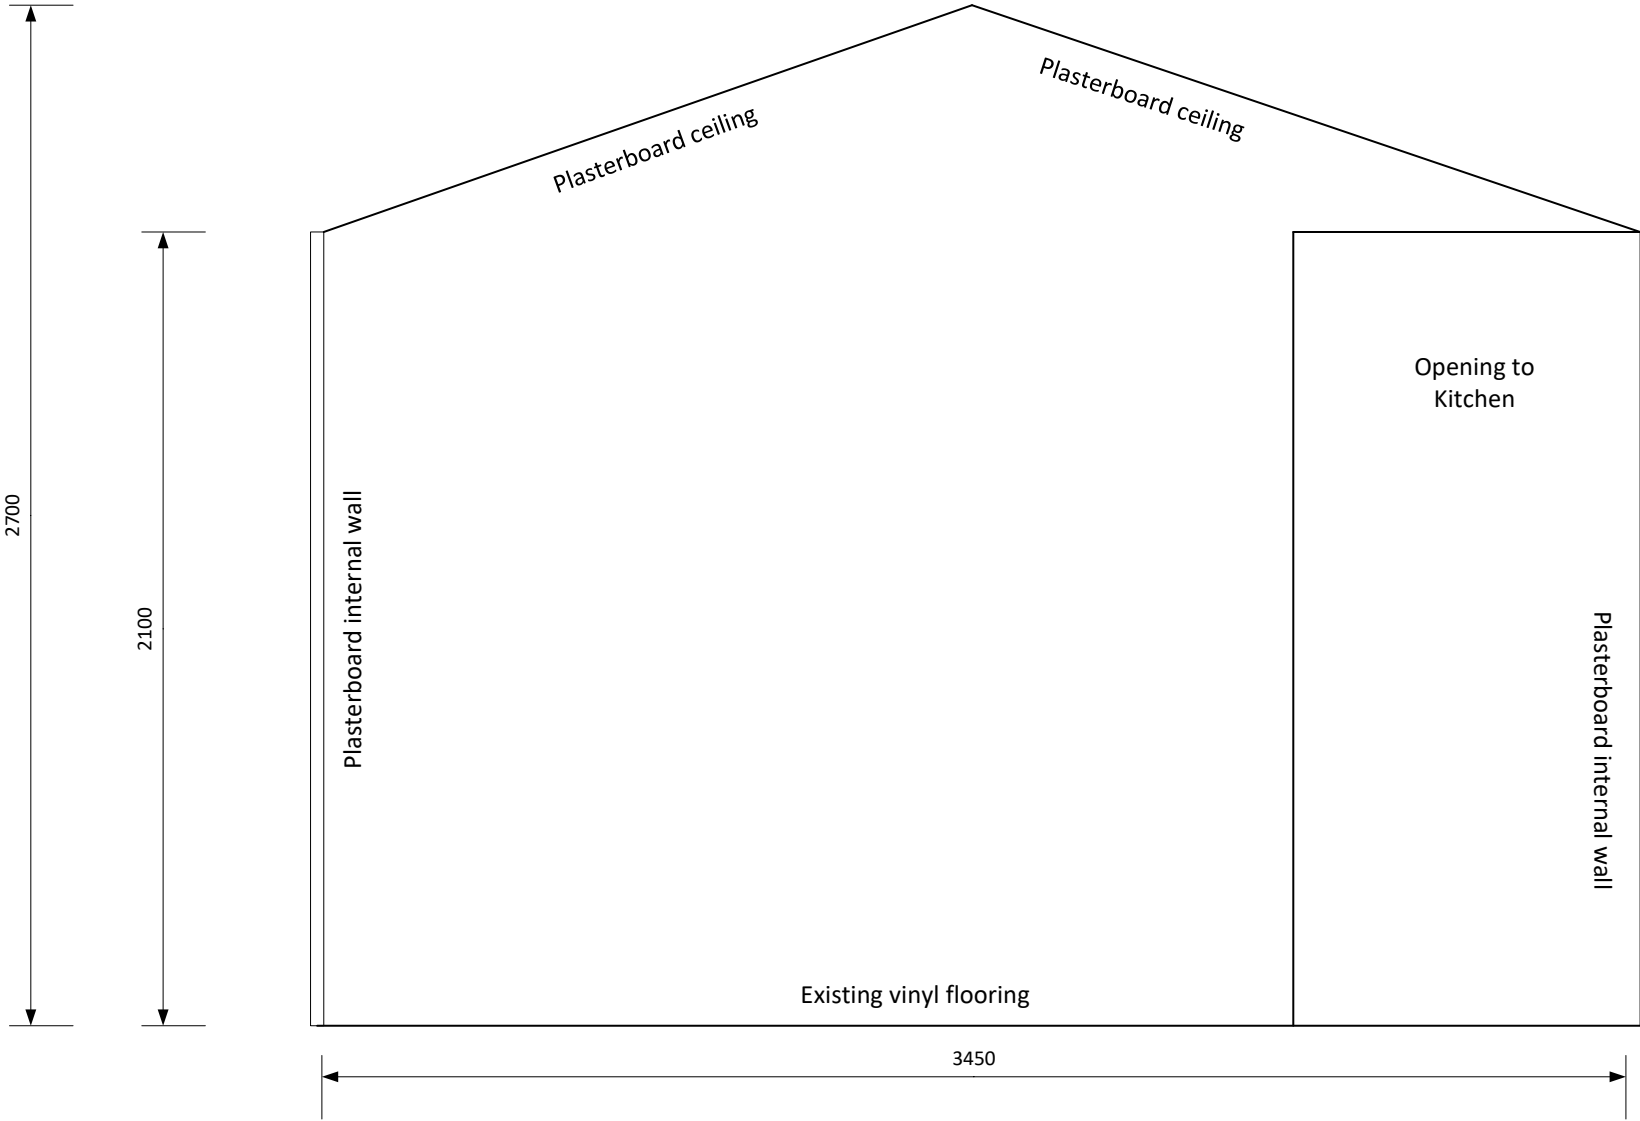 Plasterboard ceiling
Plasterboard ceiling
Opening to
Kitchen
2700
2100
Plasterboard internal wall
Plasterboard internal wall
Existing vinyl flooring
3450